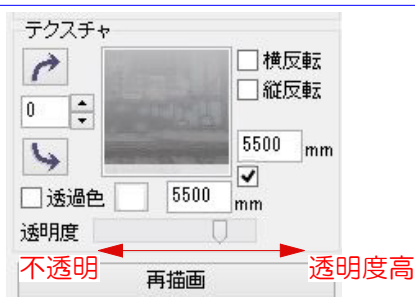 テクスチャ
横反転
縦反転
0
5500 mm
透過色 5500 mm
透明度
不透明 透明度高
再描画